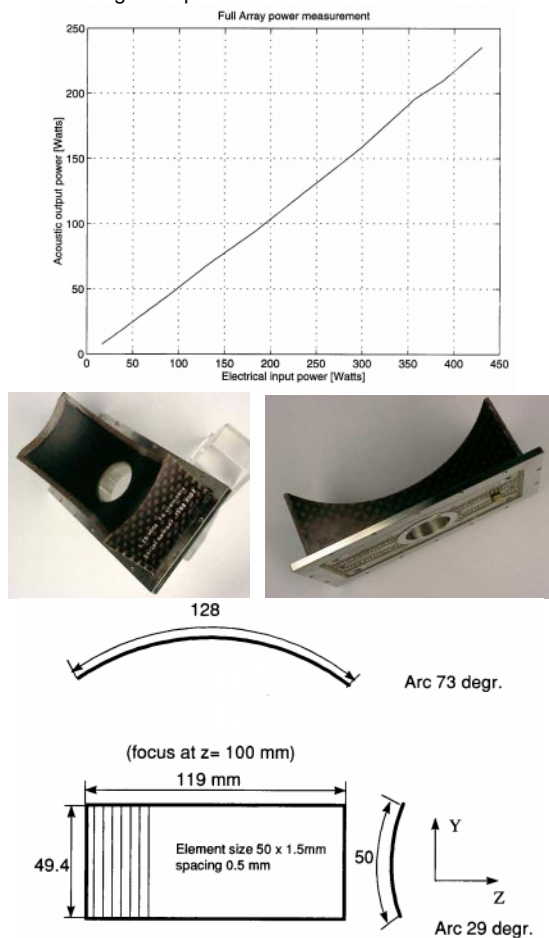 Full Array power measurement
250
200
150
100
50
0
Acoustic output power [Watts]
0 50 100 150 200 250 300 350 400 450
Electrical input power [Watts]
128
Arc 73 degr.
(focus at z= 100 mm)
119 mm
49.4
Element size 50 x 1.5mm
spacing 0.5 mm
50
Y
Z
Arc 29 degr.